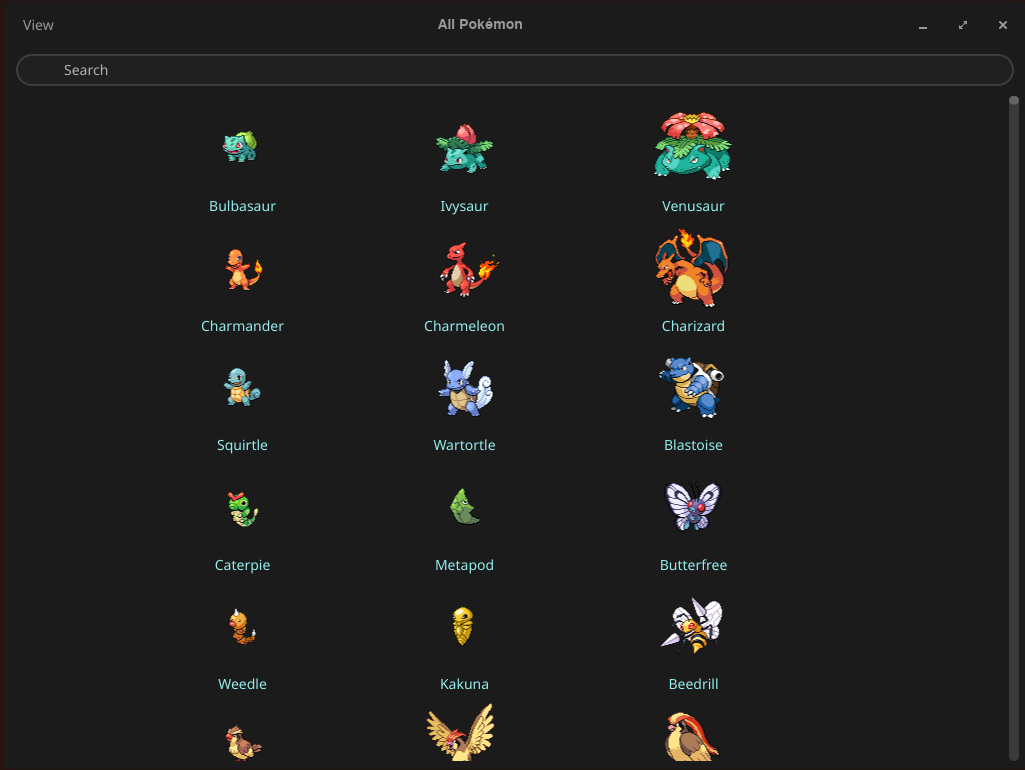 View
All Pokémon
Search
Bulbasaur
Ivysaur
Venusaur
Charmander
Charmeleon
Charizard
Squirtle
Wartortle
Blastoise
Caterpie
Metapod
Butterfree
Weedle
Kakuna
Beedrill